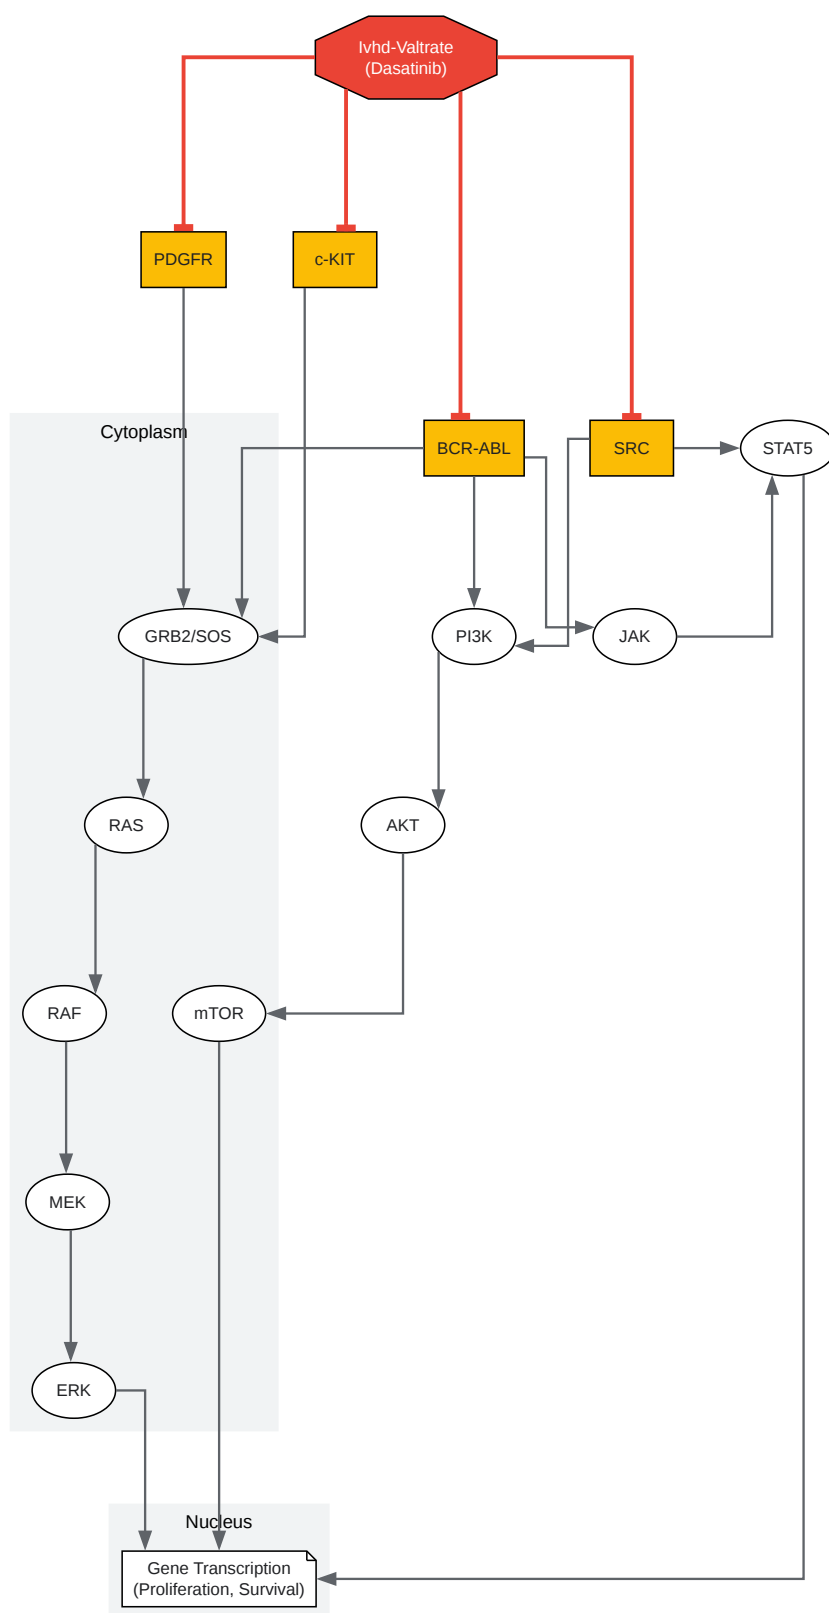 Ivhd-Valtrate
(Dasatinib)
PDGFR
c-KIT
Cytoplasm
BCR-ABL
SRC
STAT5
GRB2/SOS
PI3K
JAK
RAS
AKT
RAF
mTOR
MEK
ERK
Nucleus
Gene Transcription
(Proliferation, Survival)